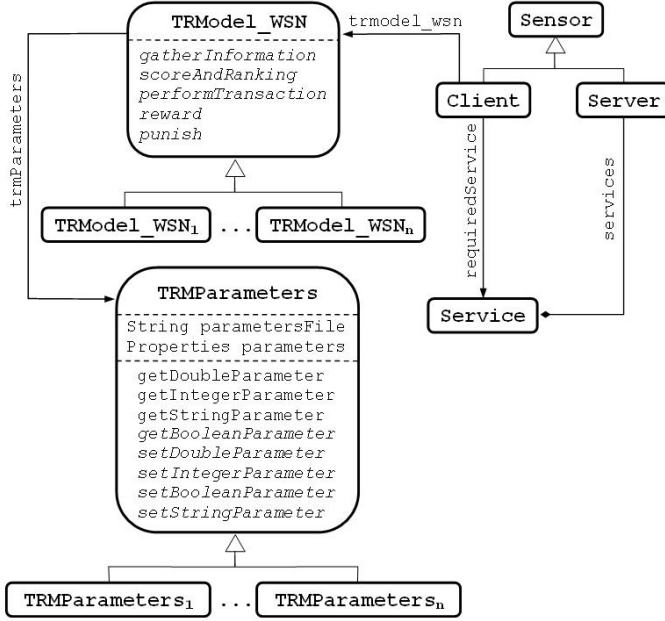 TRModel_WSN
gatherInformation
scoreAndRanking
performTransaction
reward
punish
trmodel_wsn
Sensor
Client
Server
trmParameters
requiredService
services
TRModel_WSN₁ ... TRModel_WSNₙ
Service
TRMParameters
String parametersFile
Properties parameters
getDoubleParameter
getIntegerParameter
getStringParameter
getBooleanParameter
setDoubleParameter
setIntegerParameter
setBooleanParameter
setStringParameter
TRMParameters₁ ... TRMParametersₙ